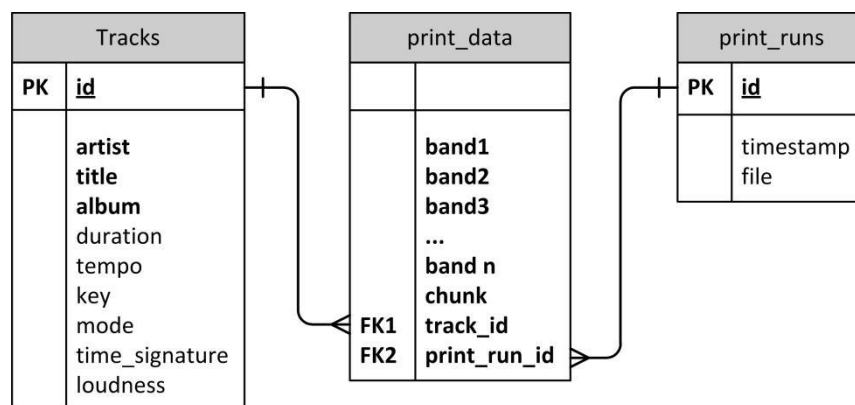 Tracks
PK id
artist
title
album
duration
tempo
key
mode
time_signature
loudness
print_data
band1
band2
band3
...
band n
chunk
FK1 track_id
FK2 print_run_id
print_runs
PK id
timestamp
file